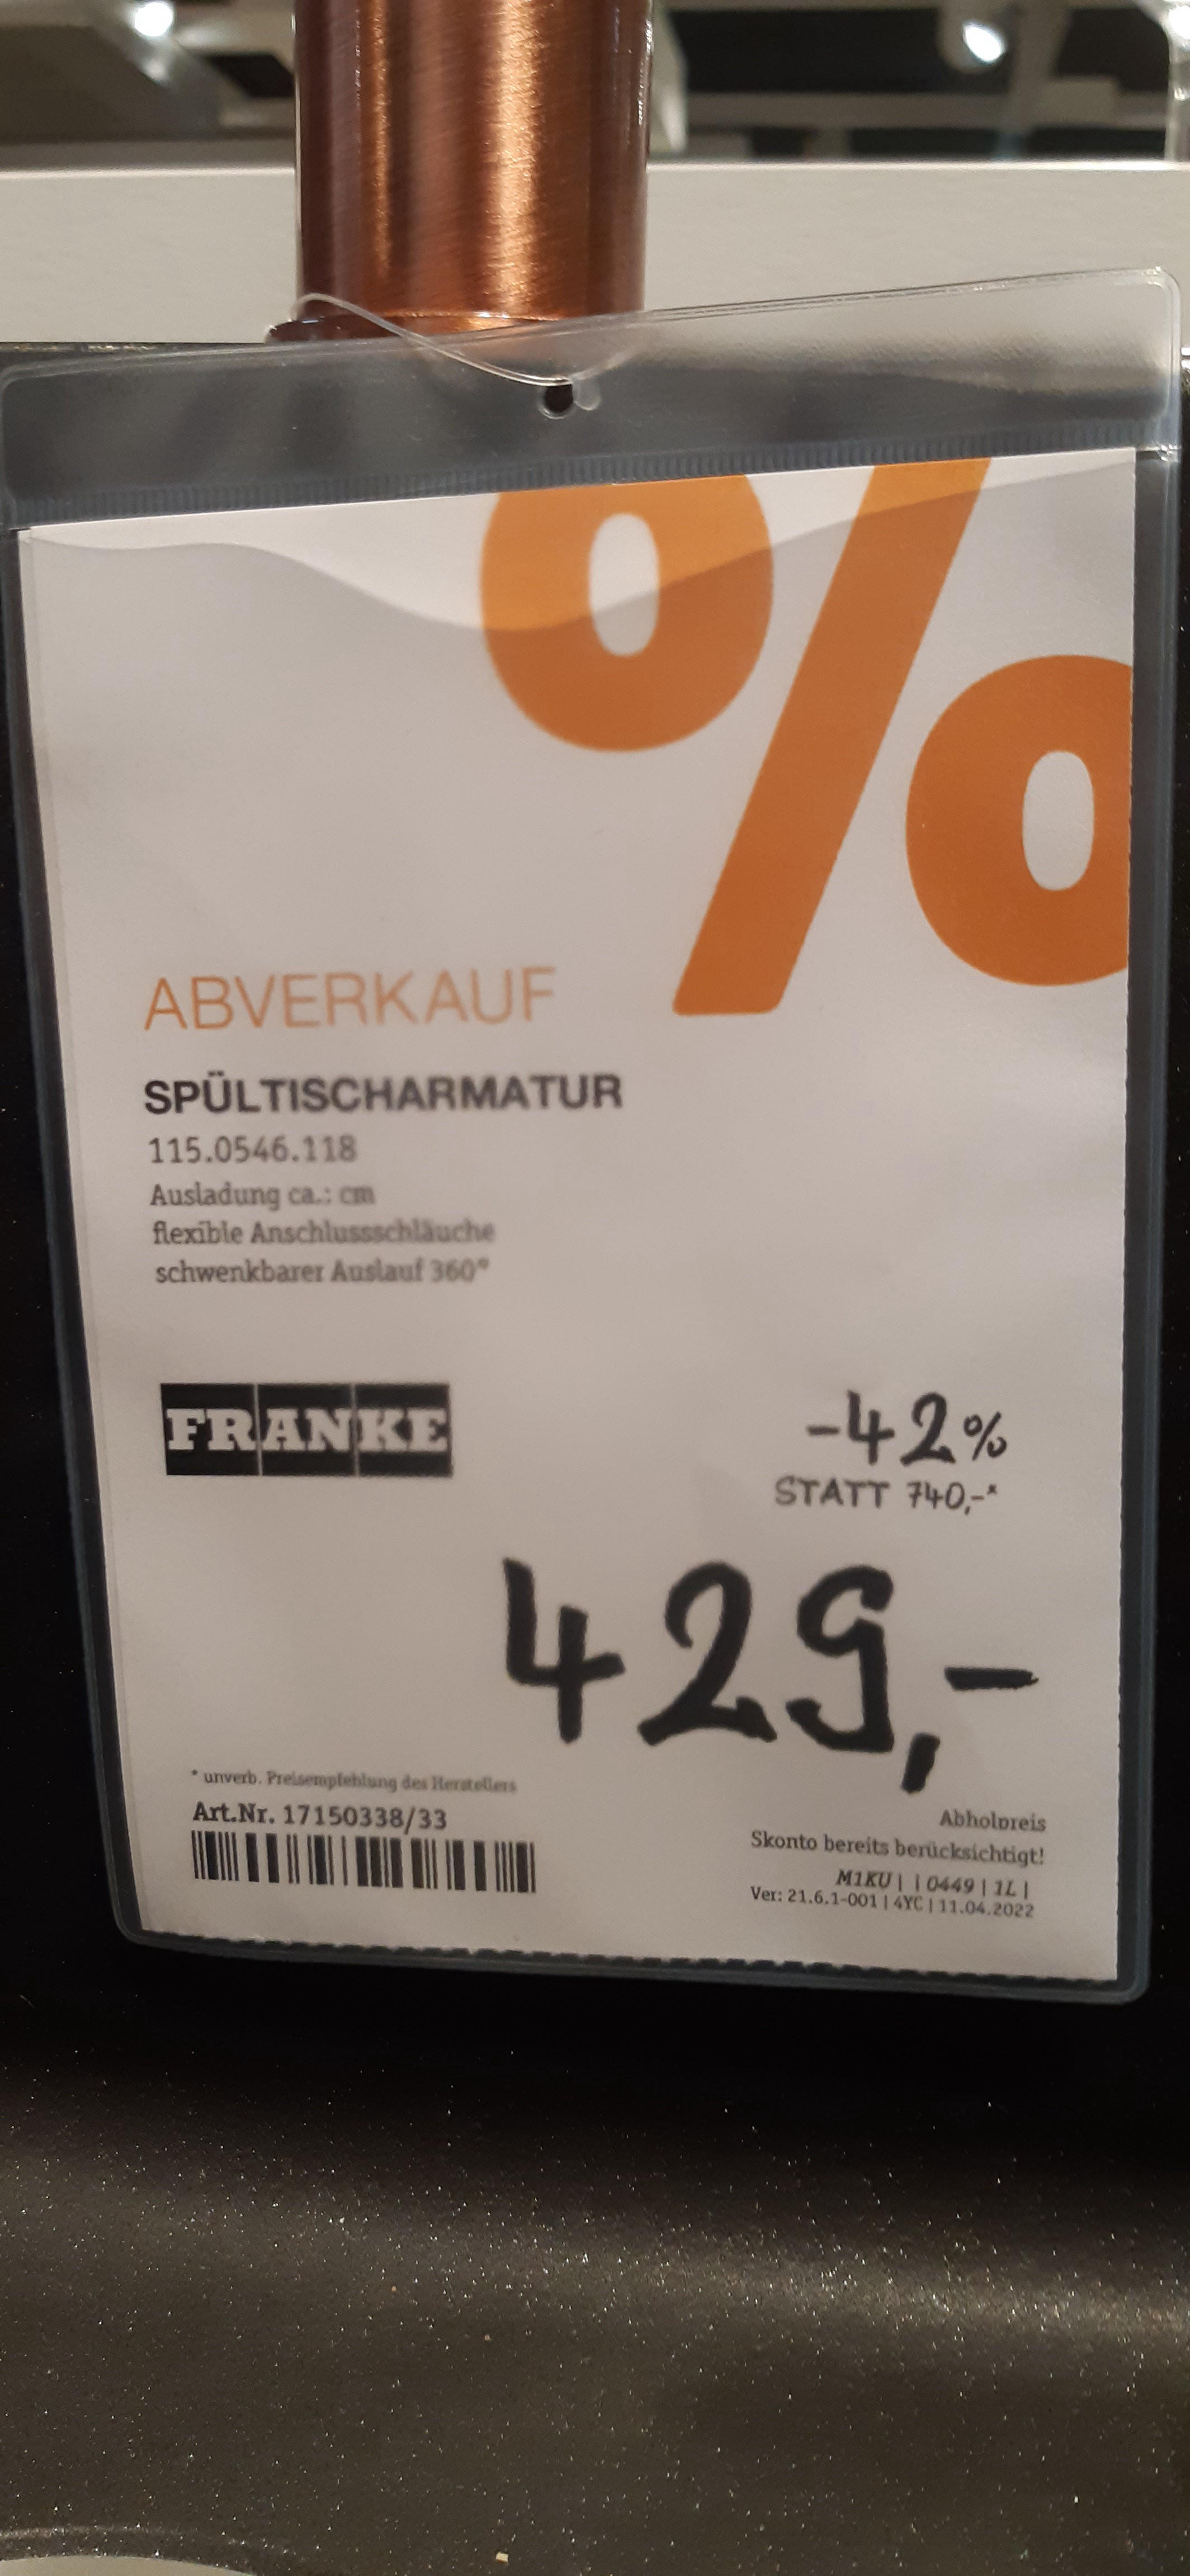 %
ABVERKAUF
SPÜLTISCHARMATUR
115.0546.118
Ausladung ca.: cm
flexible Anschlussschläuche
schwenkbarer Auslauf 360°
FRANKE
-42%
STATT 740,-*
429,-
* unverb. Preisempfehlung des Herstellers
Art.Nr. 17150338/33
Abholpreis
Skonto bereits berücksichtigt!
M1KU | | 0449 | 1L |
Ver: 21.6.1-001 | 4YC | 11.04.2022